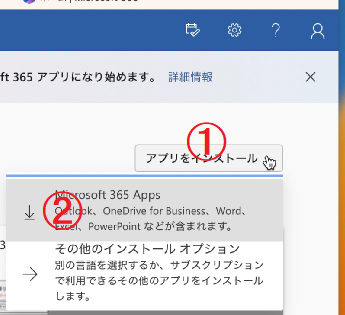 Microsoft 365
ft 365 アプリになり始めます。 詳細情報
①
アプリをインストール
②
Microsoft 365 Apps
Outlook、OneDrive for Business、Word、
Excel、PowerPoint などが含まれます。
3
その他のインストール オプション
別の言語を選択するか、サブスクリプション
で利用できるその他のアプリをインストール
します。